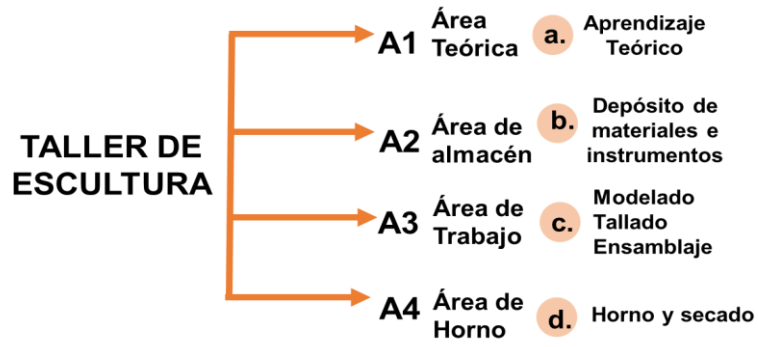 TALLER DE
ESCULTURA
A1 Área
Teórica
a. Aprendizaje
Teórico
A2 Área de
almacén
b. Depósito de
materiales e
instrumentos
A3 Área de
Trabajo
c. Modelado
Tallado
Ensamblaje
A4 Área de
Horno
d. Horno y secado